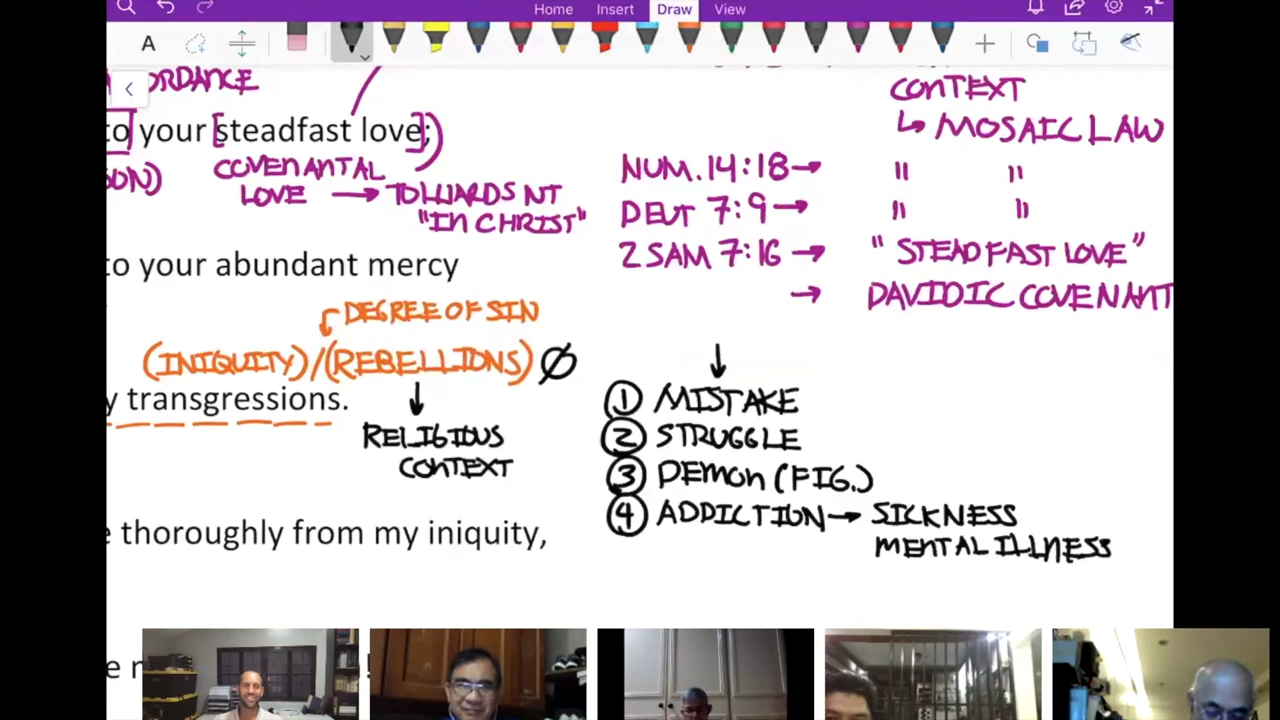 Home Insert Draw View
A
ORDANCE
to your [steadfast love];)
SON)
COVENANTAL
LOVE → TOWARDS NT
"IN CHRIST"
CONTEXT
↳ MOSAIC LAW
NUM. 14:18 → " "
DEUT 7:9 → " "
2 SAM 7:16 → "STEADFAST LOVE"
→ DAVIDIC COVENANT
to your abundant mercy
DEGREE OF SIN
(INIQUITY)/(REBELLIONS) Ø
y transgressions.
RELIGIOUS
CONTEXT
① MISTAKE
② STRUGGLE
③ DEMON (FIG.)
④ ADDICTION → SICKNESS
MENTAL ILLNESS
e thoroughly from my iniquity,